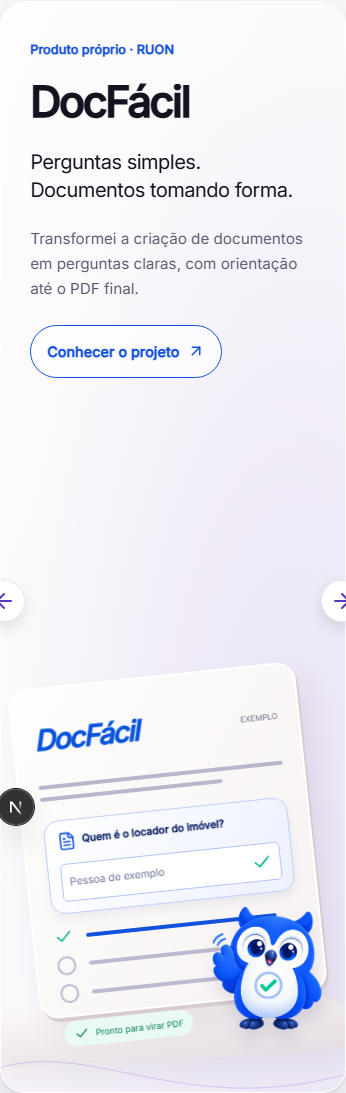 Produto próprio · RUON
DocFácil
Perguntas simples.
Documentos tomando forma.
Transformei a criação de documentos
em perguntas claras, com orientação
até o PDF final.
Conhecer o projeto
DocFácil
EXEMPLO
N
Quem é o locador do imóvel?
Pessoa de exemplo
Pronto para virar PDF